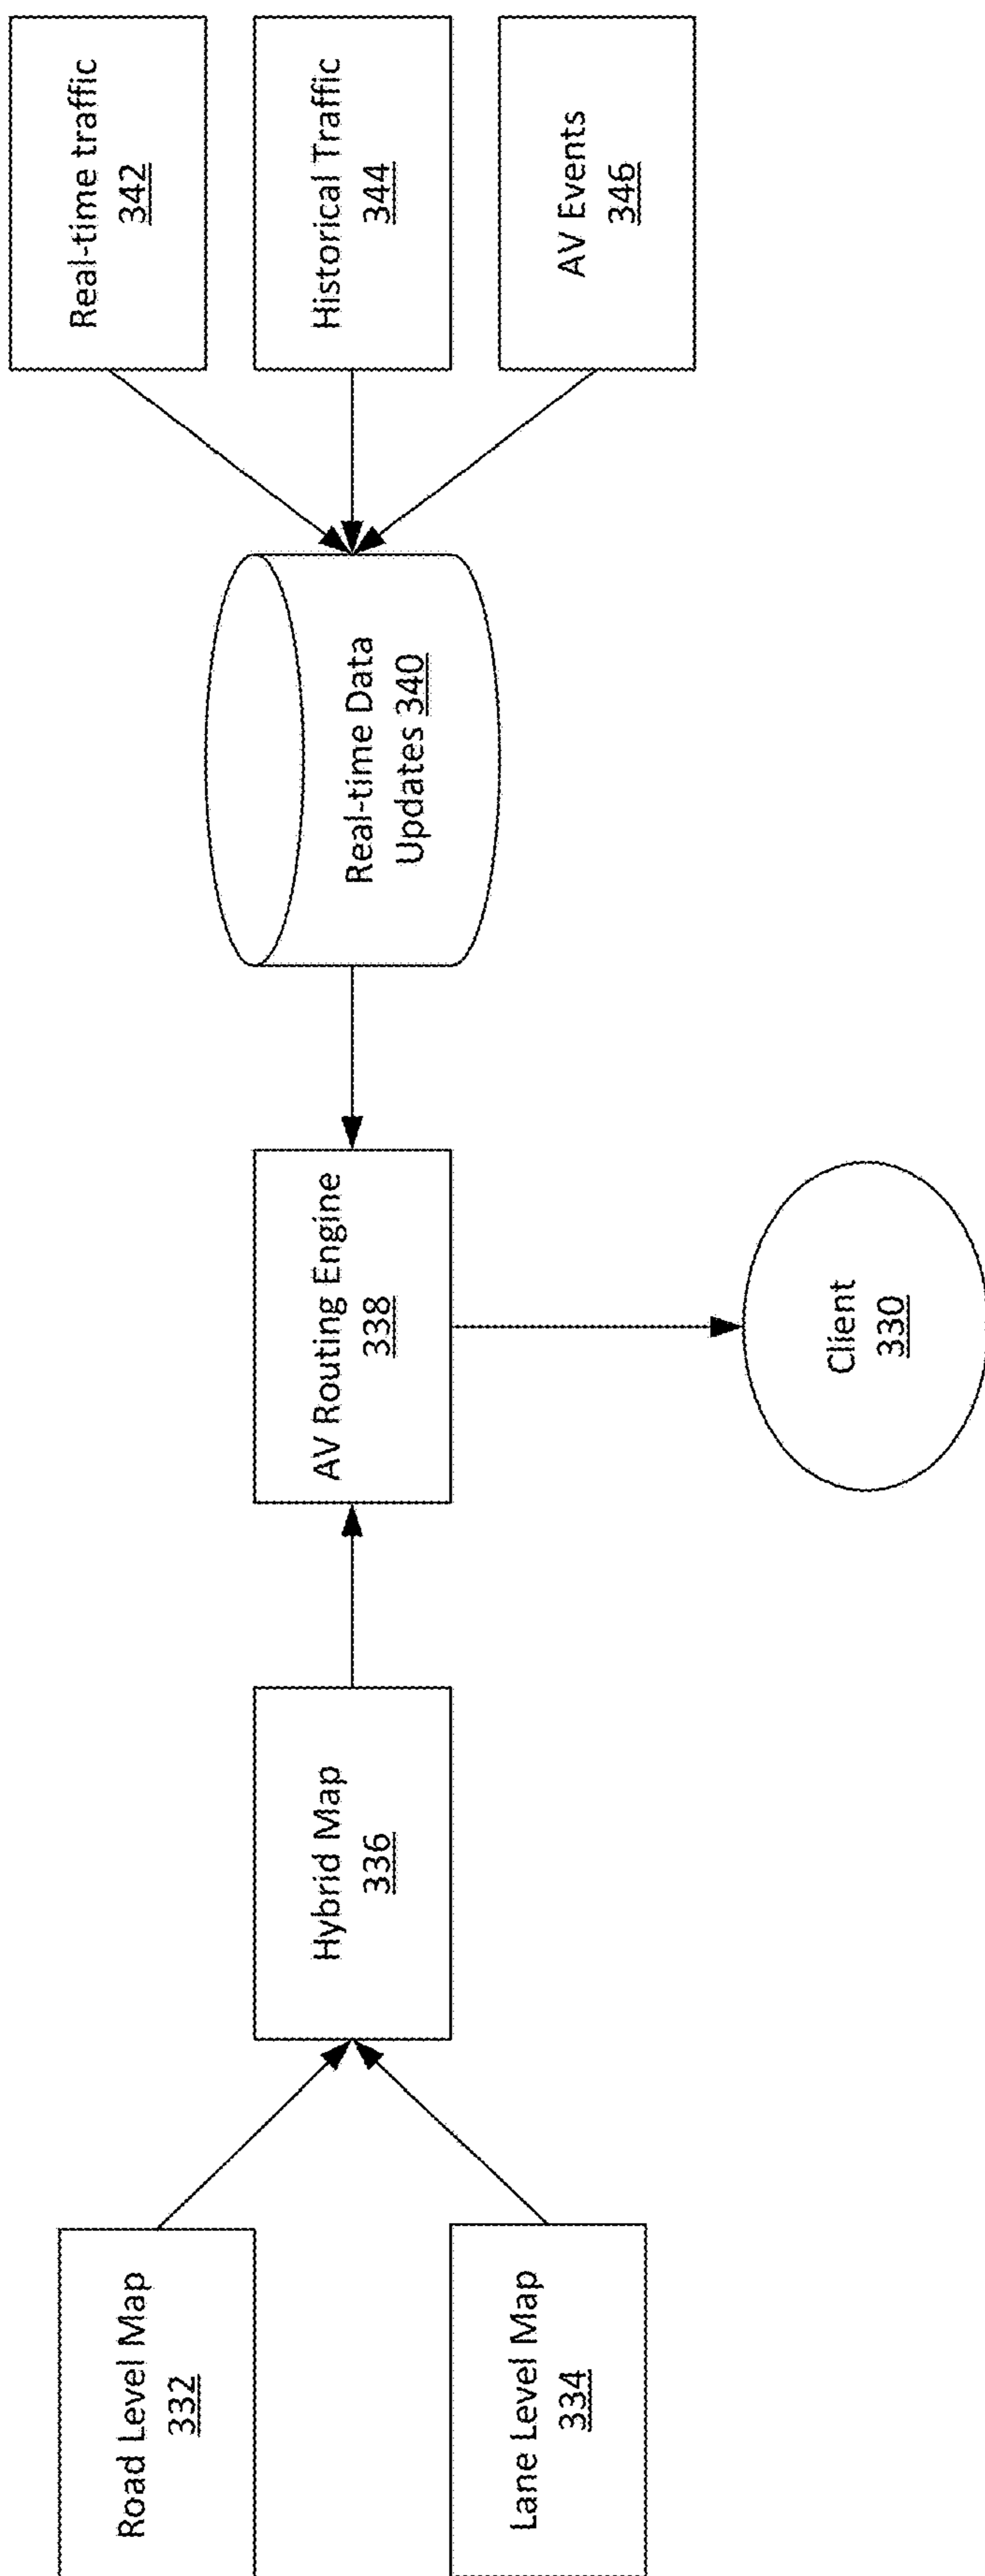 Road Level Map
332
Lane Level Map
334
Hybrid Map
336
AV Routing Engine
338
Client
330
Real-time Data
Updates 340
Real-time traffic
342
Historical Traffic
344
AV Events
346